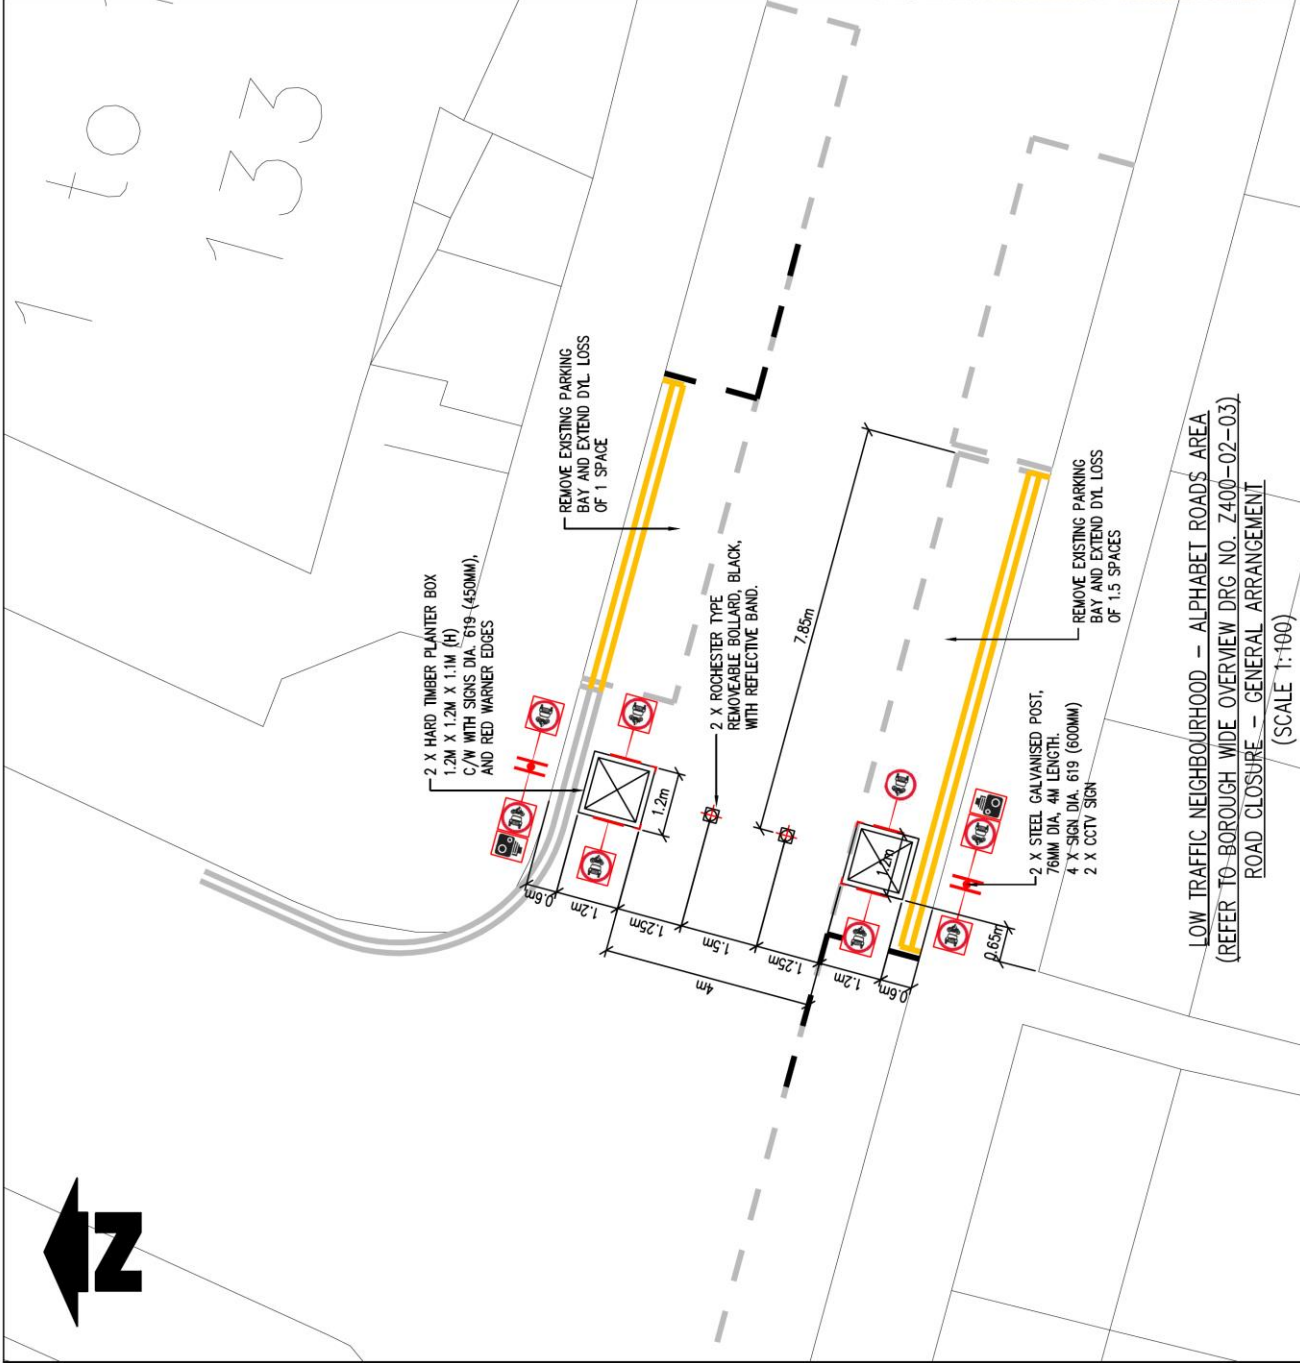 1 to
133
2 X HARD TIMBER PLANTER BOX
1.2M X 1.2M X 1.1M (H)
C/W WITH SIGNS DIA. 619 (450MM),
AND RED WARNER EDGES
REMOVE EXISTING PARKING
BAY AND EXTEND DYL LOSS
OF 1 SPACE
2 X ROCHESTER TYPE
REMOVEABLE BOLLARD, BLACK,
WITH REFLECTIVE BAND.
REMOVE EXISTING PARKING
BAY AND EXTEND DYL LOSS
OF 1.5 SPACES
2 X STEEL GALVANISED POST,
76MM DIA, 4M LENGTH.
4 X SIGN DIA. 619 (600MM)
2 X CCTV SIGN
0.6m
1.2m
1.25m
1.5m
1.25m
1.2m
0.6m
4m
1.2m
7.85m
1.2m
0.65m
N
LOW TRAFFIC NEIGHBOURHOOD - ALPHABET ROADS AREA
(REFER TO BOROUGH WIDE OVERVIEW DRG NO. Z400-02-03)
ROAD CLOSURE - GENERAL ARRANGEMENT
(SCALE 1:100)